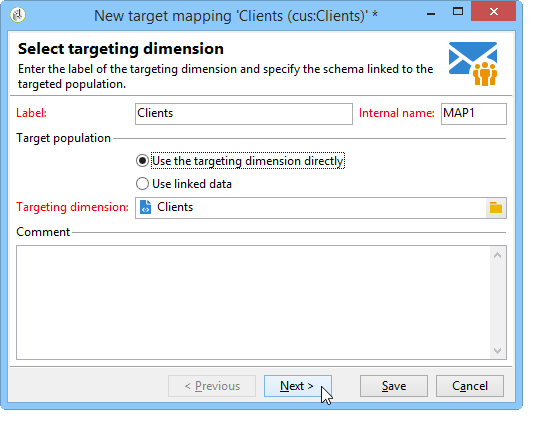 New target mapping 'Clients (cus:Clients)' *
Select targeting dimension
Enter the label of the targeting dimension and specify the schema linked to the
targeted population.
Label: Clients Internal name: MAP1
Target population
Use the targeting dimension directly
Use linked data
Targeting dimension: Clients
Comment
< Previous Next > Save Cancel